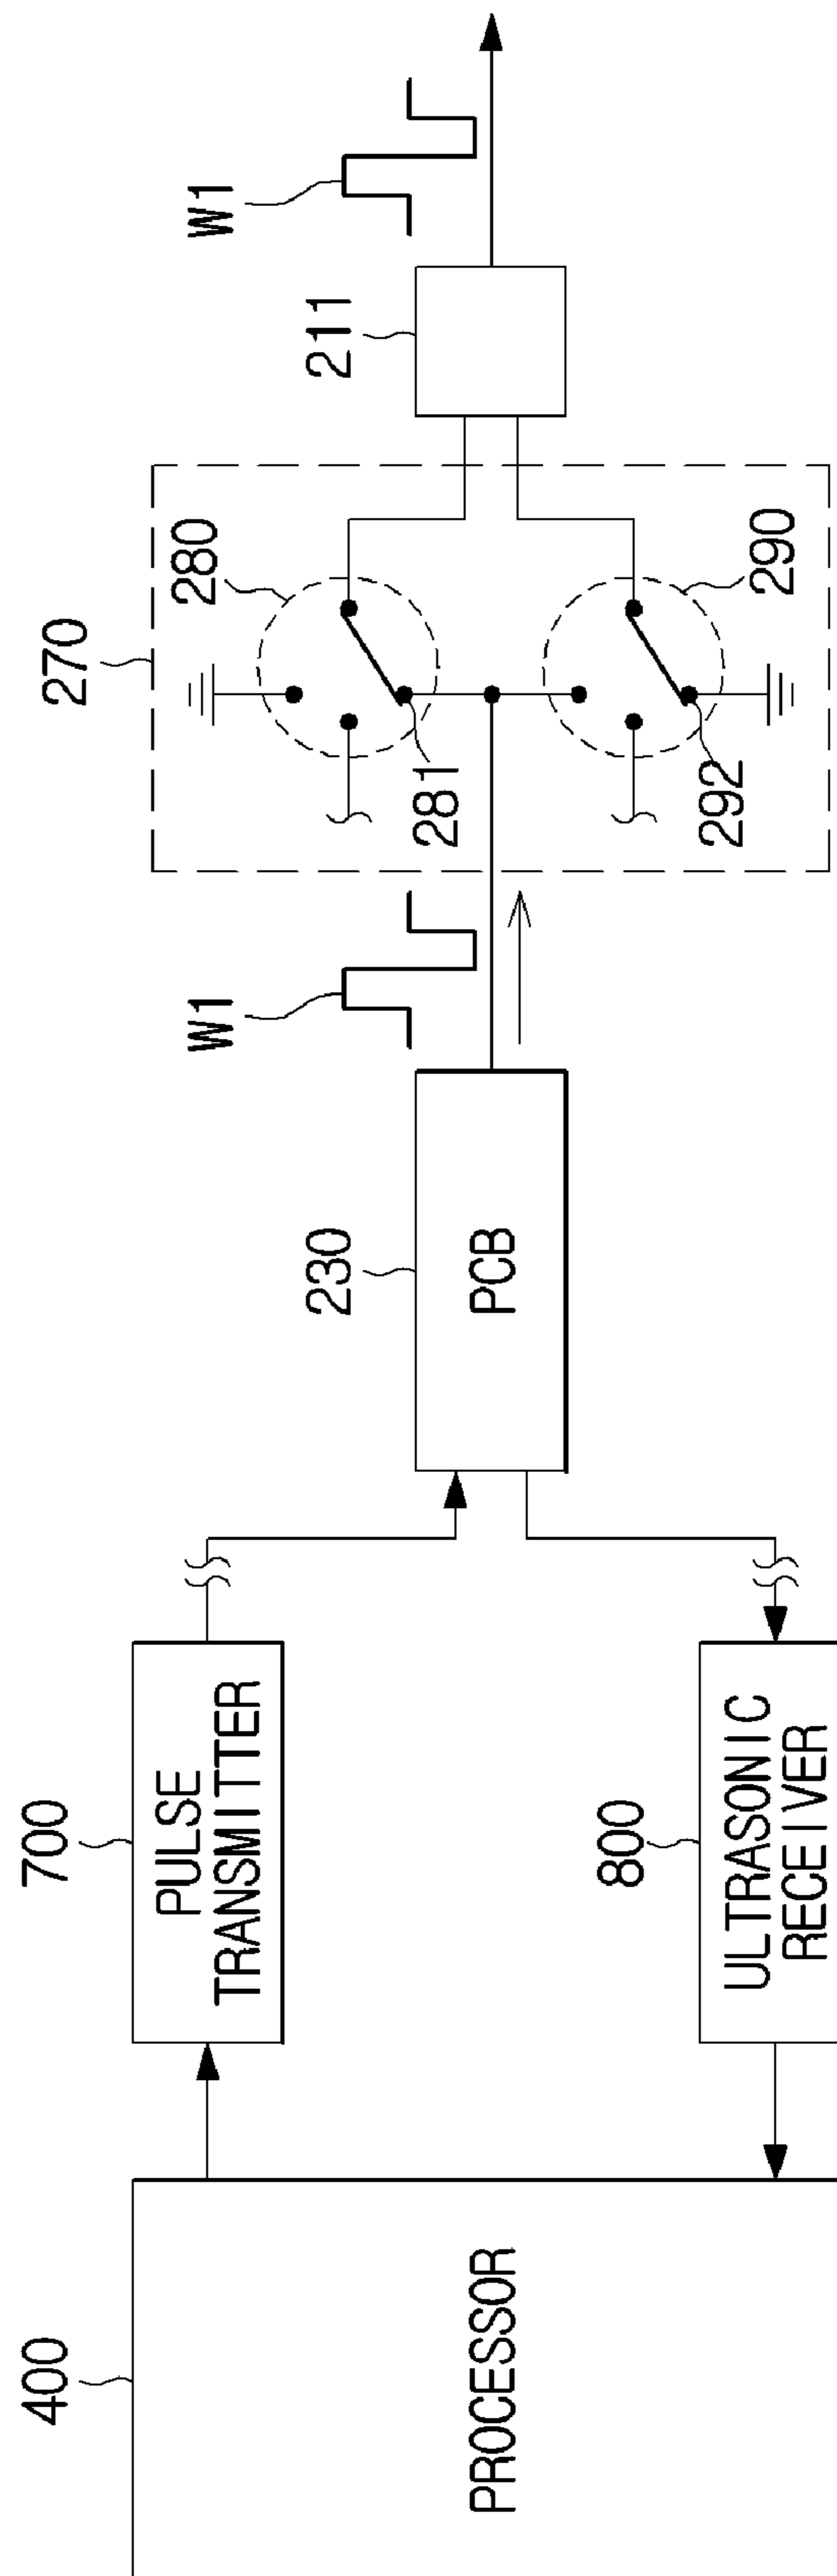 400
PROCESSOR
700
PULSE
TRANSMITTER
800
ULTRASONIC
RECEIVER
230
PCB
W1
270
280
281
290
292
211
W1